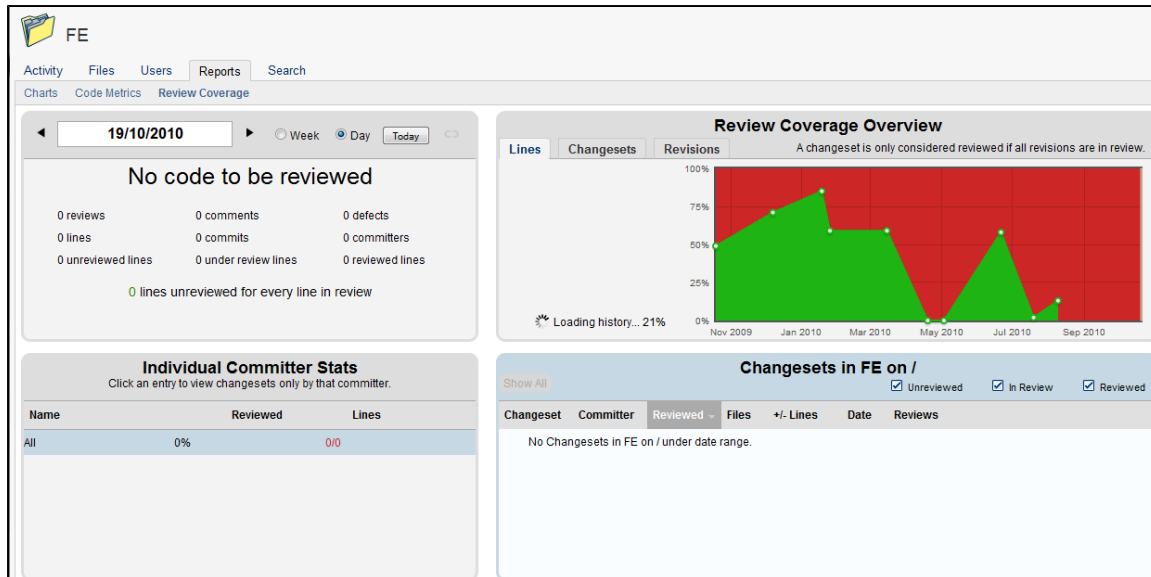 FE
Activity Files Users Reports Search
Charts Code Metrics Review Coverage
19/10/2010 Week Day Today
No code to be reviewed
0 reviews 0 comments 0 defects
0 lines 0 commits 0 committers
0 unreviewed lines 0 under review lines 0 reviewed lines
0 lines unreviewed for every line in review
Review Coverage Overview
Lines Changesets Revisions A changeset is only considered reviewed if all revisions are in review.
100%
75%
50%
25%
0%
Loading history... 21%
Nov 2009 Jan 2010 Mar 2010 May 2010 Jul 2010 Sep 2010
Individual Committer Stats
Click an entry to view changesets only by that committer.
Name Reviewed Lines
All 0% 0/0
Changesets in FE on /
Show All Unreviewed In Review Reviewed
Changeset Committer Reviewed Files +/- Lines Date Reviews
No Changesets in FE on / under date range.